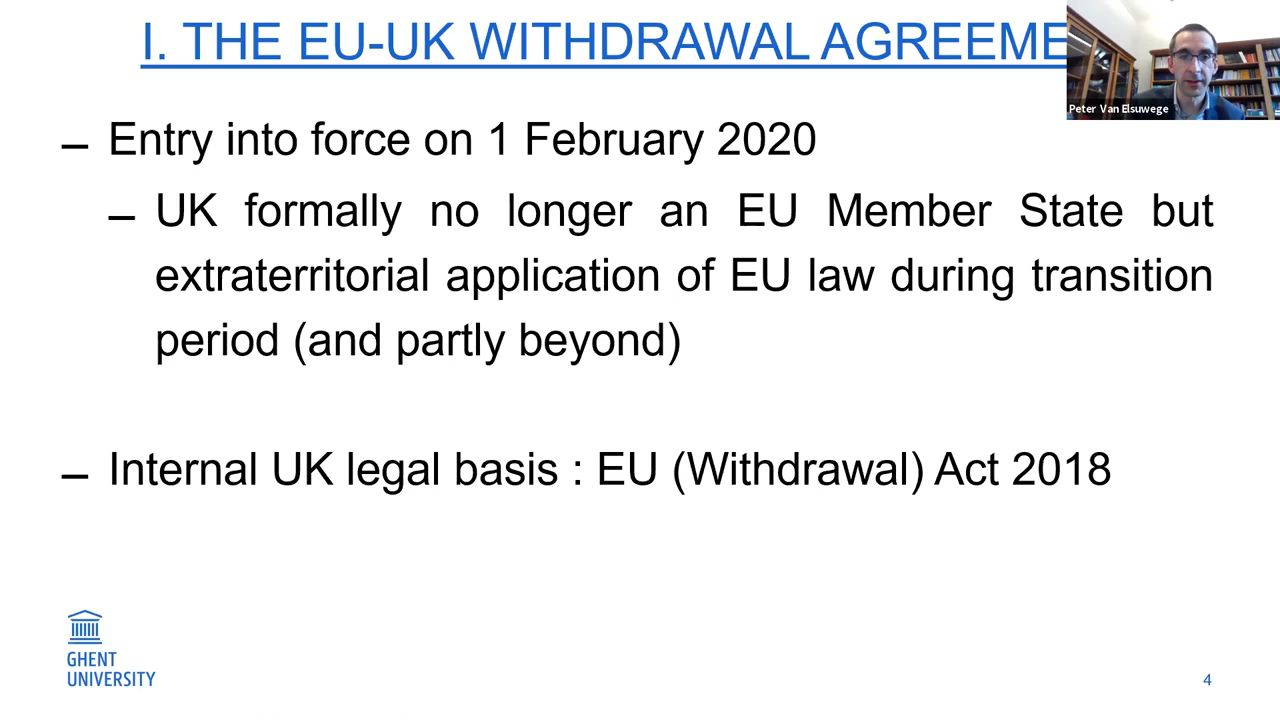 I. THE EU-UK WITHDRAWAL AGREEME
Peter Van Elsuwege
– Entry into force on 1 February 2020
– UK formally no longer an EU Member State but
extraterritorial application of EU law during transition
period (and partly beyond)
– Internal UK legal basis : EU (Withdrawal) Act 2018
GHENT
UNIVERSITY
4